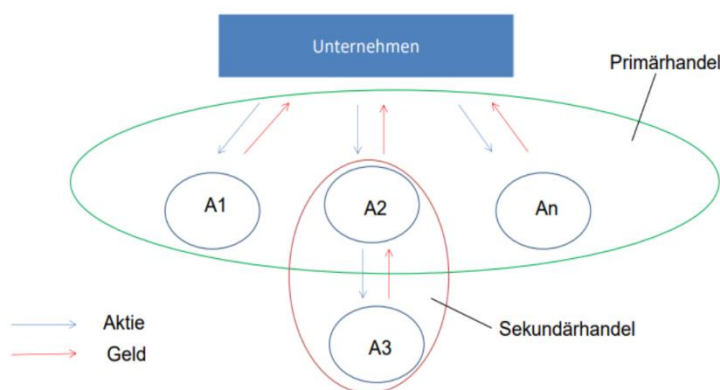 Unternehmen
Primärhandel
A1
A2
An
Aktie
Geld
Sekundärhandel
A3